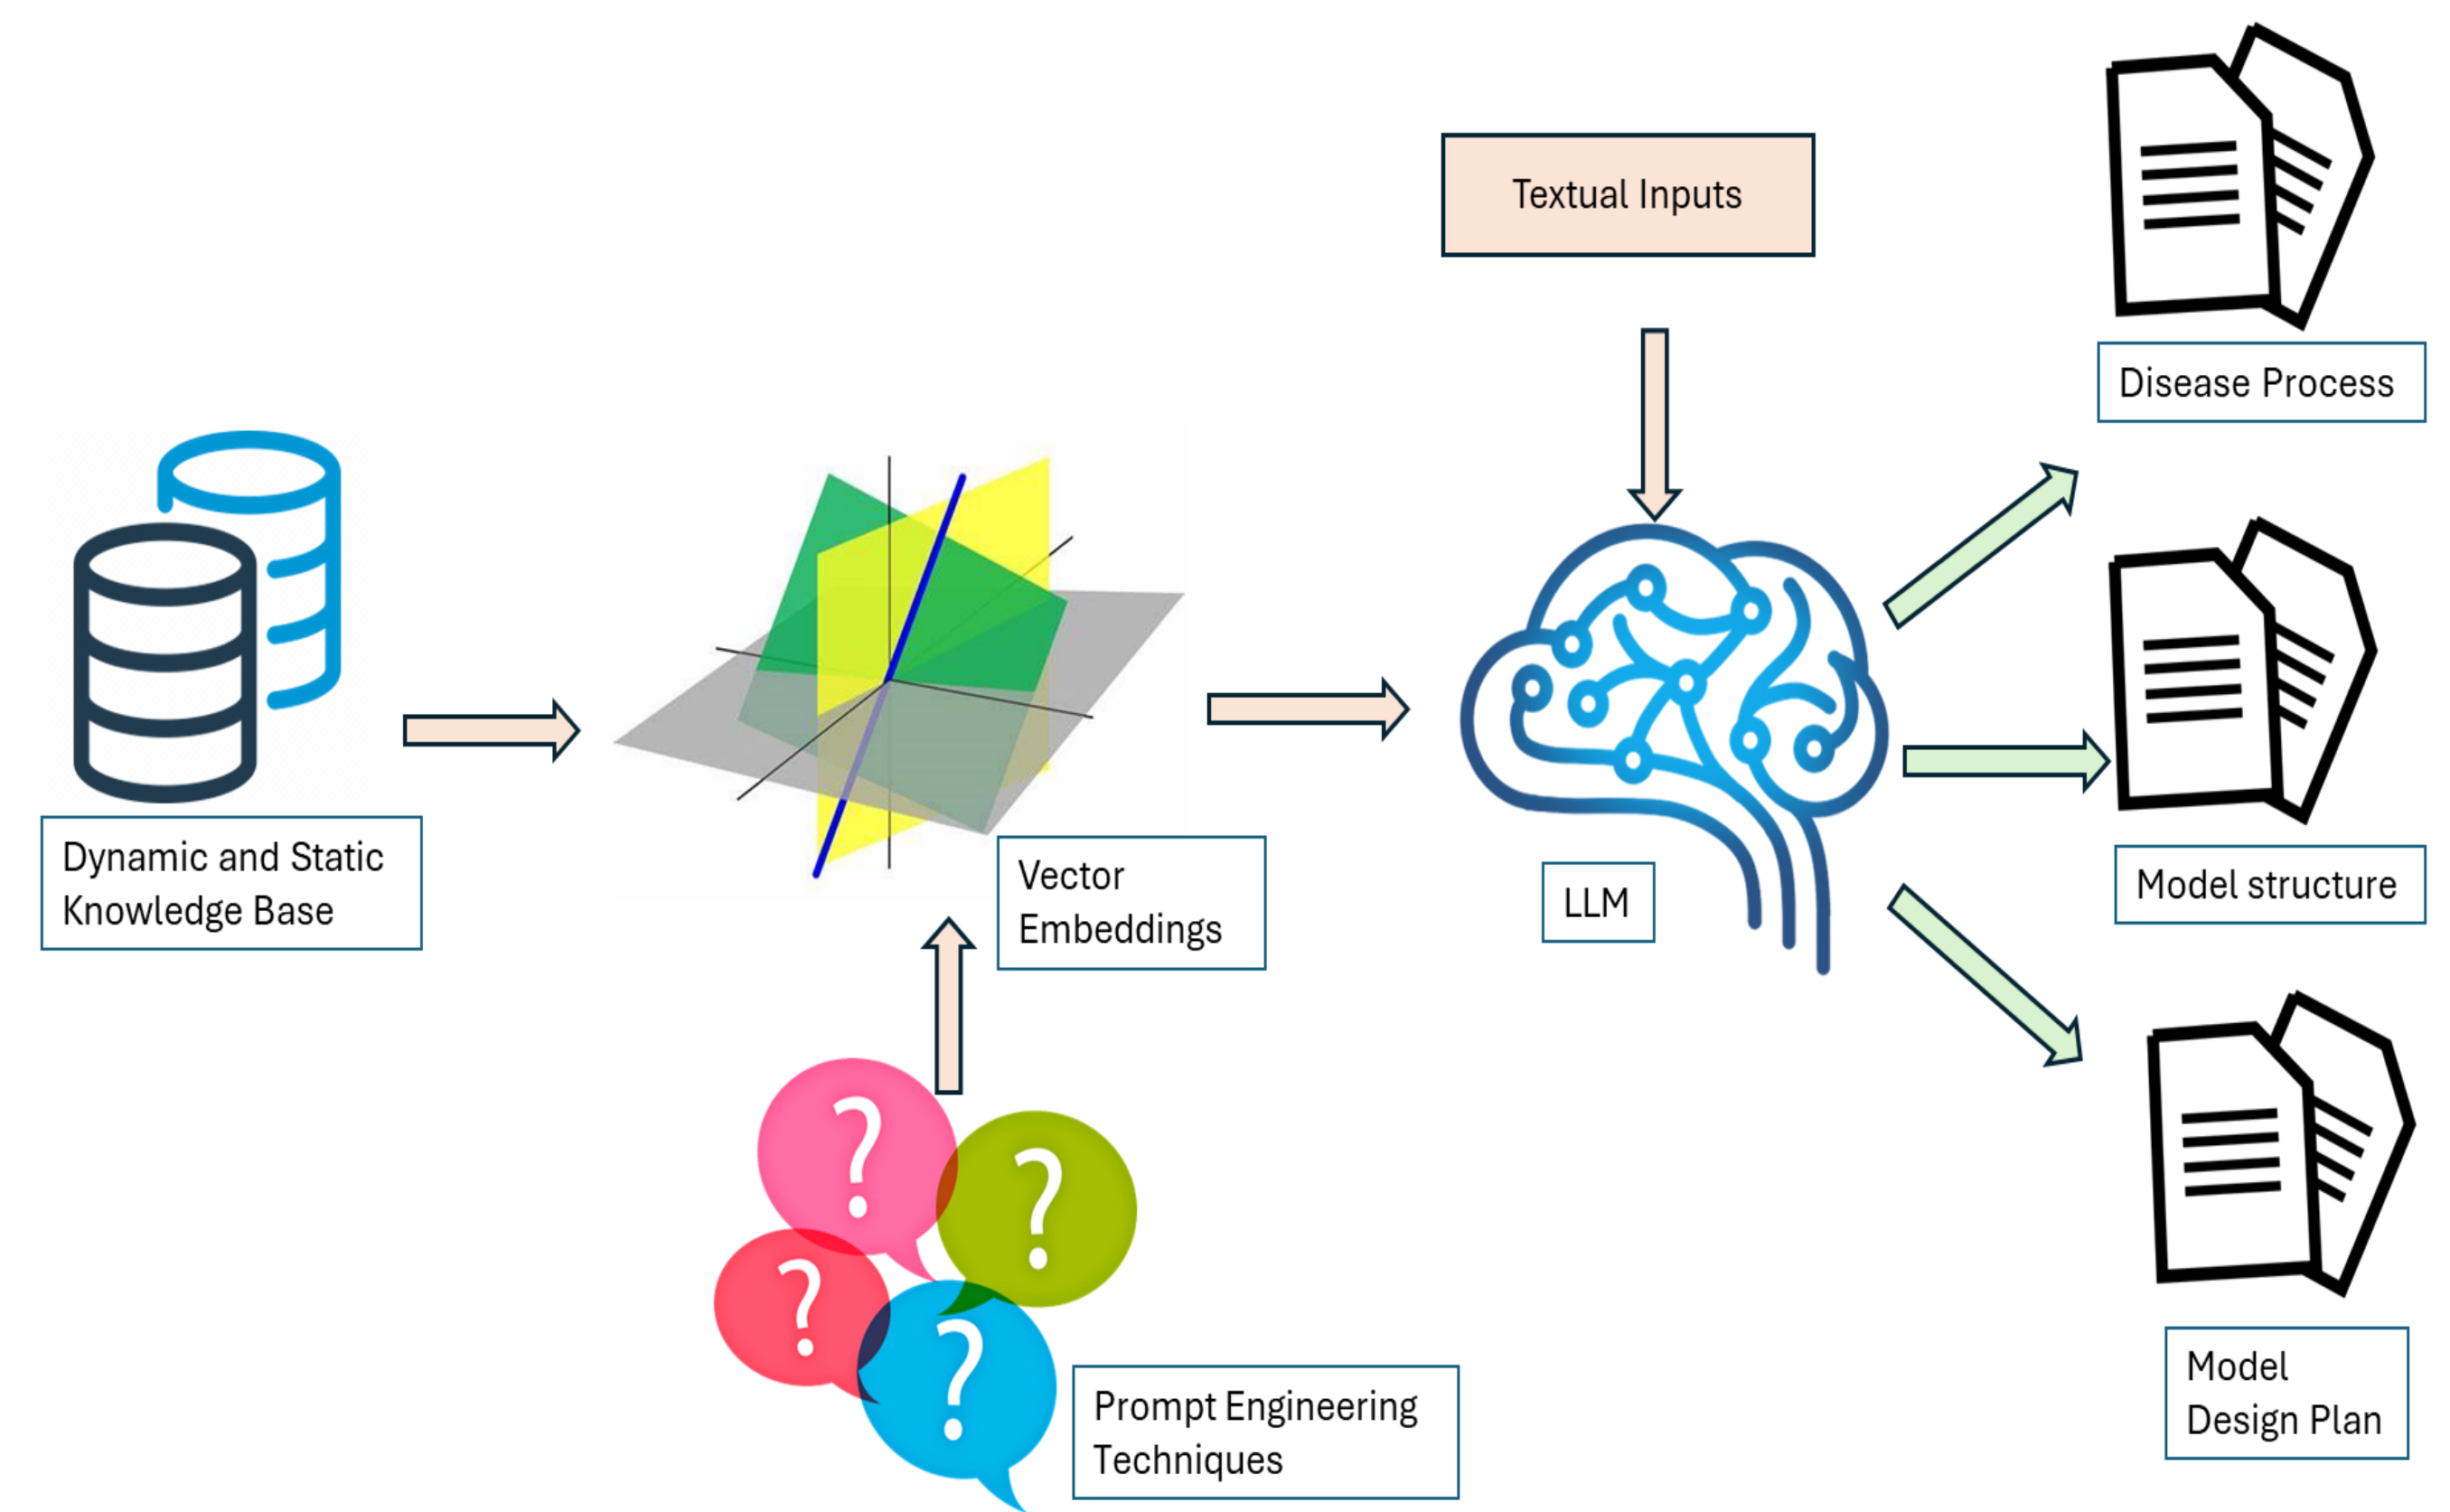 Textual Inputs
Disease Process
Dynamic and Static
Knowledge Base
Vector
Embeddings
LLM
Model structure
?
?
?
?
Prompt Engineering
Techniques
Model
Design Plan